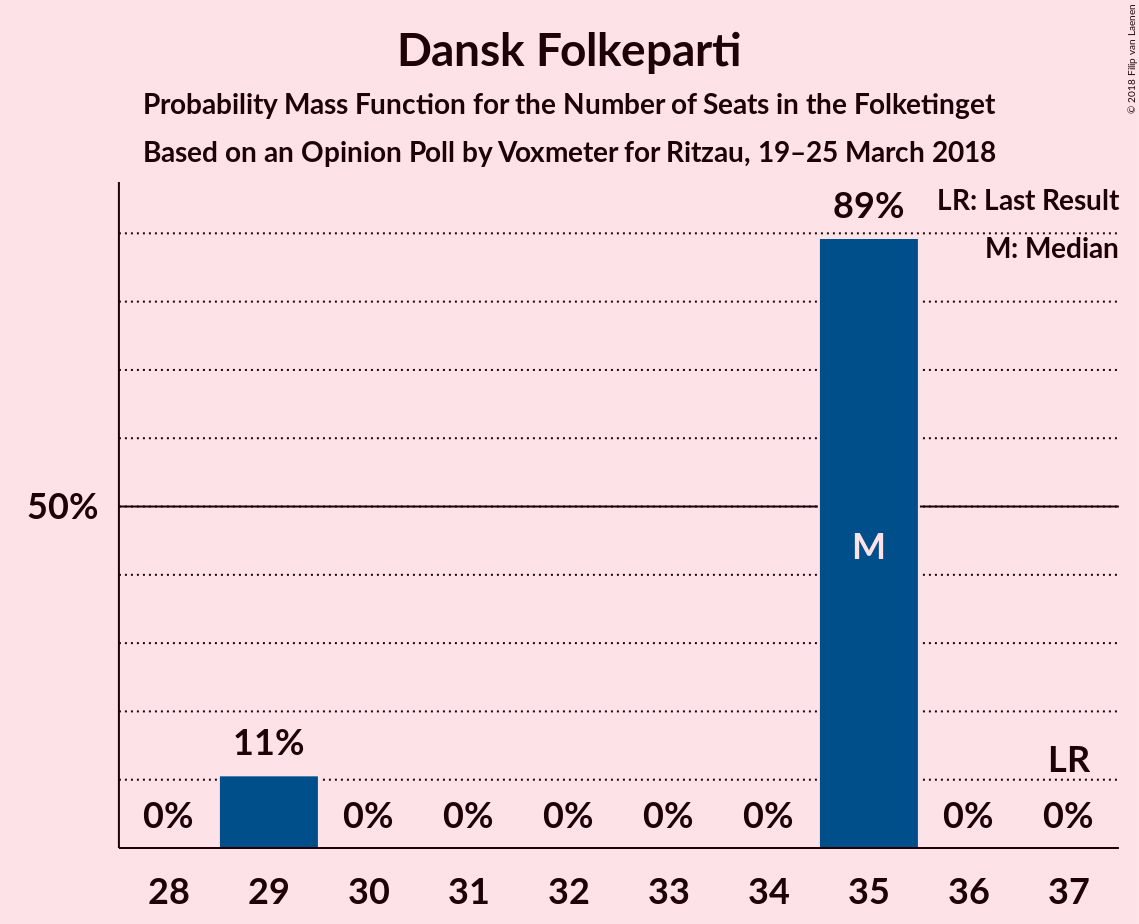 Dansk Folkeparti
Probability Mass Function for the Number of Seats in the Folketinget
Based on an Opinion Poll by Voxmeter for Ritzau, 19–25 March 2018
© 2018 Filip van Laenen
LR: Last Result
M: Median
89%
50%
M
11%
LR
0% 0% 0% 0% 0% 0% 0% 0%
28 29 30 31 32 33 34 35 36 37